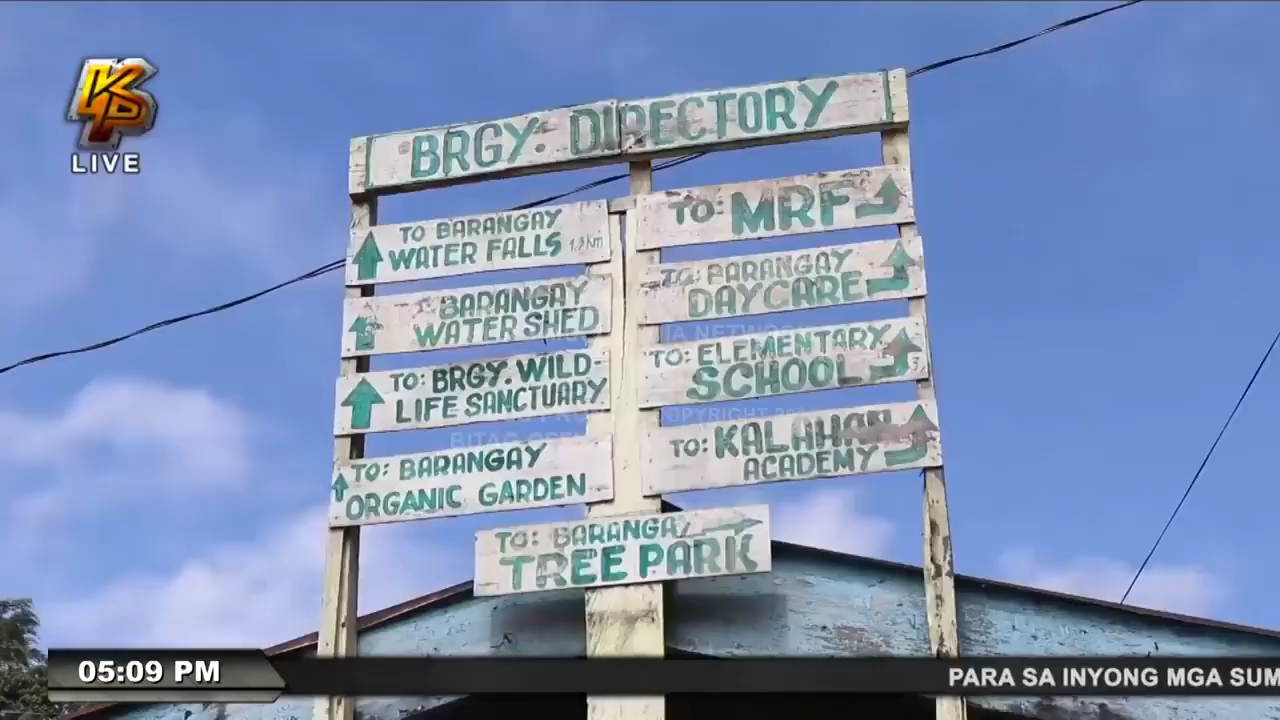 LIVE
BRGY. DIRECTORY
TO BARANGAY
WATER FALLS 1.3 Km
BARANGAY
WATER SHED
TO: BRGY. WILD-
LIFE SANCTUARY
TO: BARANGAY
ORGANIC GARDEN
TO: MRF
TO: BARANGAY
DAYCARE
TO: ELEMENTARY
SCHOOL
TO: KALAHAN
ACADEMY
TO: BARANGAY
TREE PARK
05:09 PM
PARA SA INYONG MGA SUM